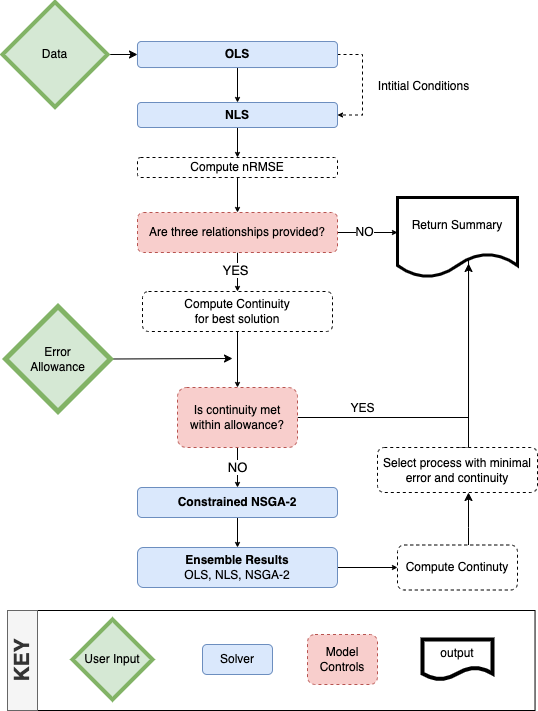 Data
OLS
Intitial Conditions
NLS
Compute nRMSE
Are three relationships provided?
NO
Return Summary
YES
Compute Continuity
for best solution
Error
Allowance
Is continuity met
within allowance?
YES
NO
Select process with minimal
error and continuity
Constrained NSGA-2
Ensemble Results
OLS, NLS, NSGA-2
Compute Continuty
KEY
User Input
Solver
Model
Controls
output